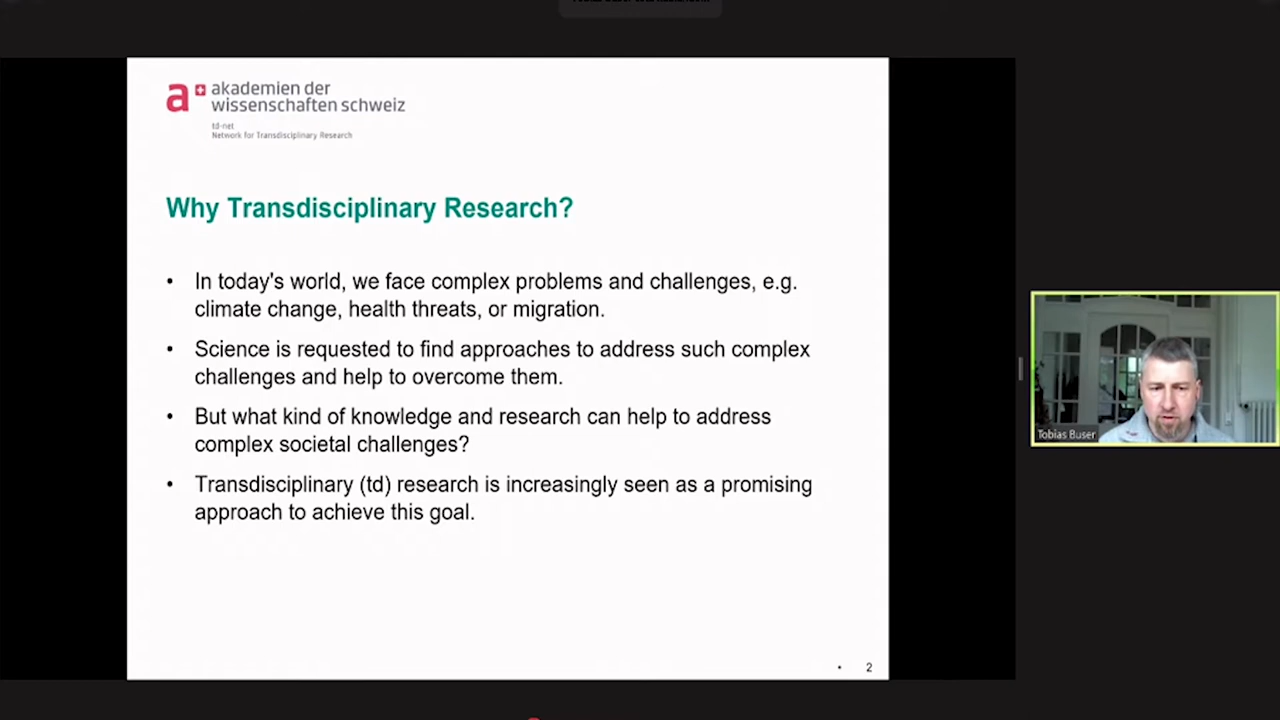 akademien der
wissenschaften schweiz
td-net
Network for Transdisciplinary Research
Why Transdisciplinary Research?
• In today's world, we face complex problems and challenges, e.g.
climate change, health threats, or migration.
• Science is requested to find approaches to address such complex
challenges and help to overcome them.
• But what kind of knowledge and research can help to address
complex societal challenges?
• Transdisciplinary (td) research is increasingly seen as a promising
approach to achieve this goal.
• 2
Tobias Buser